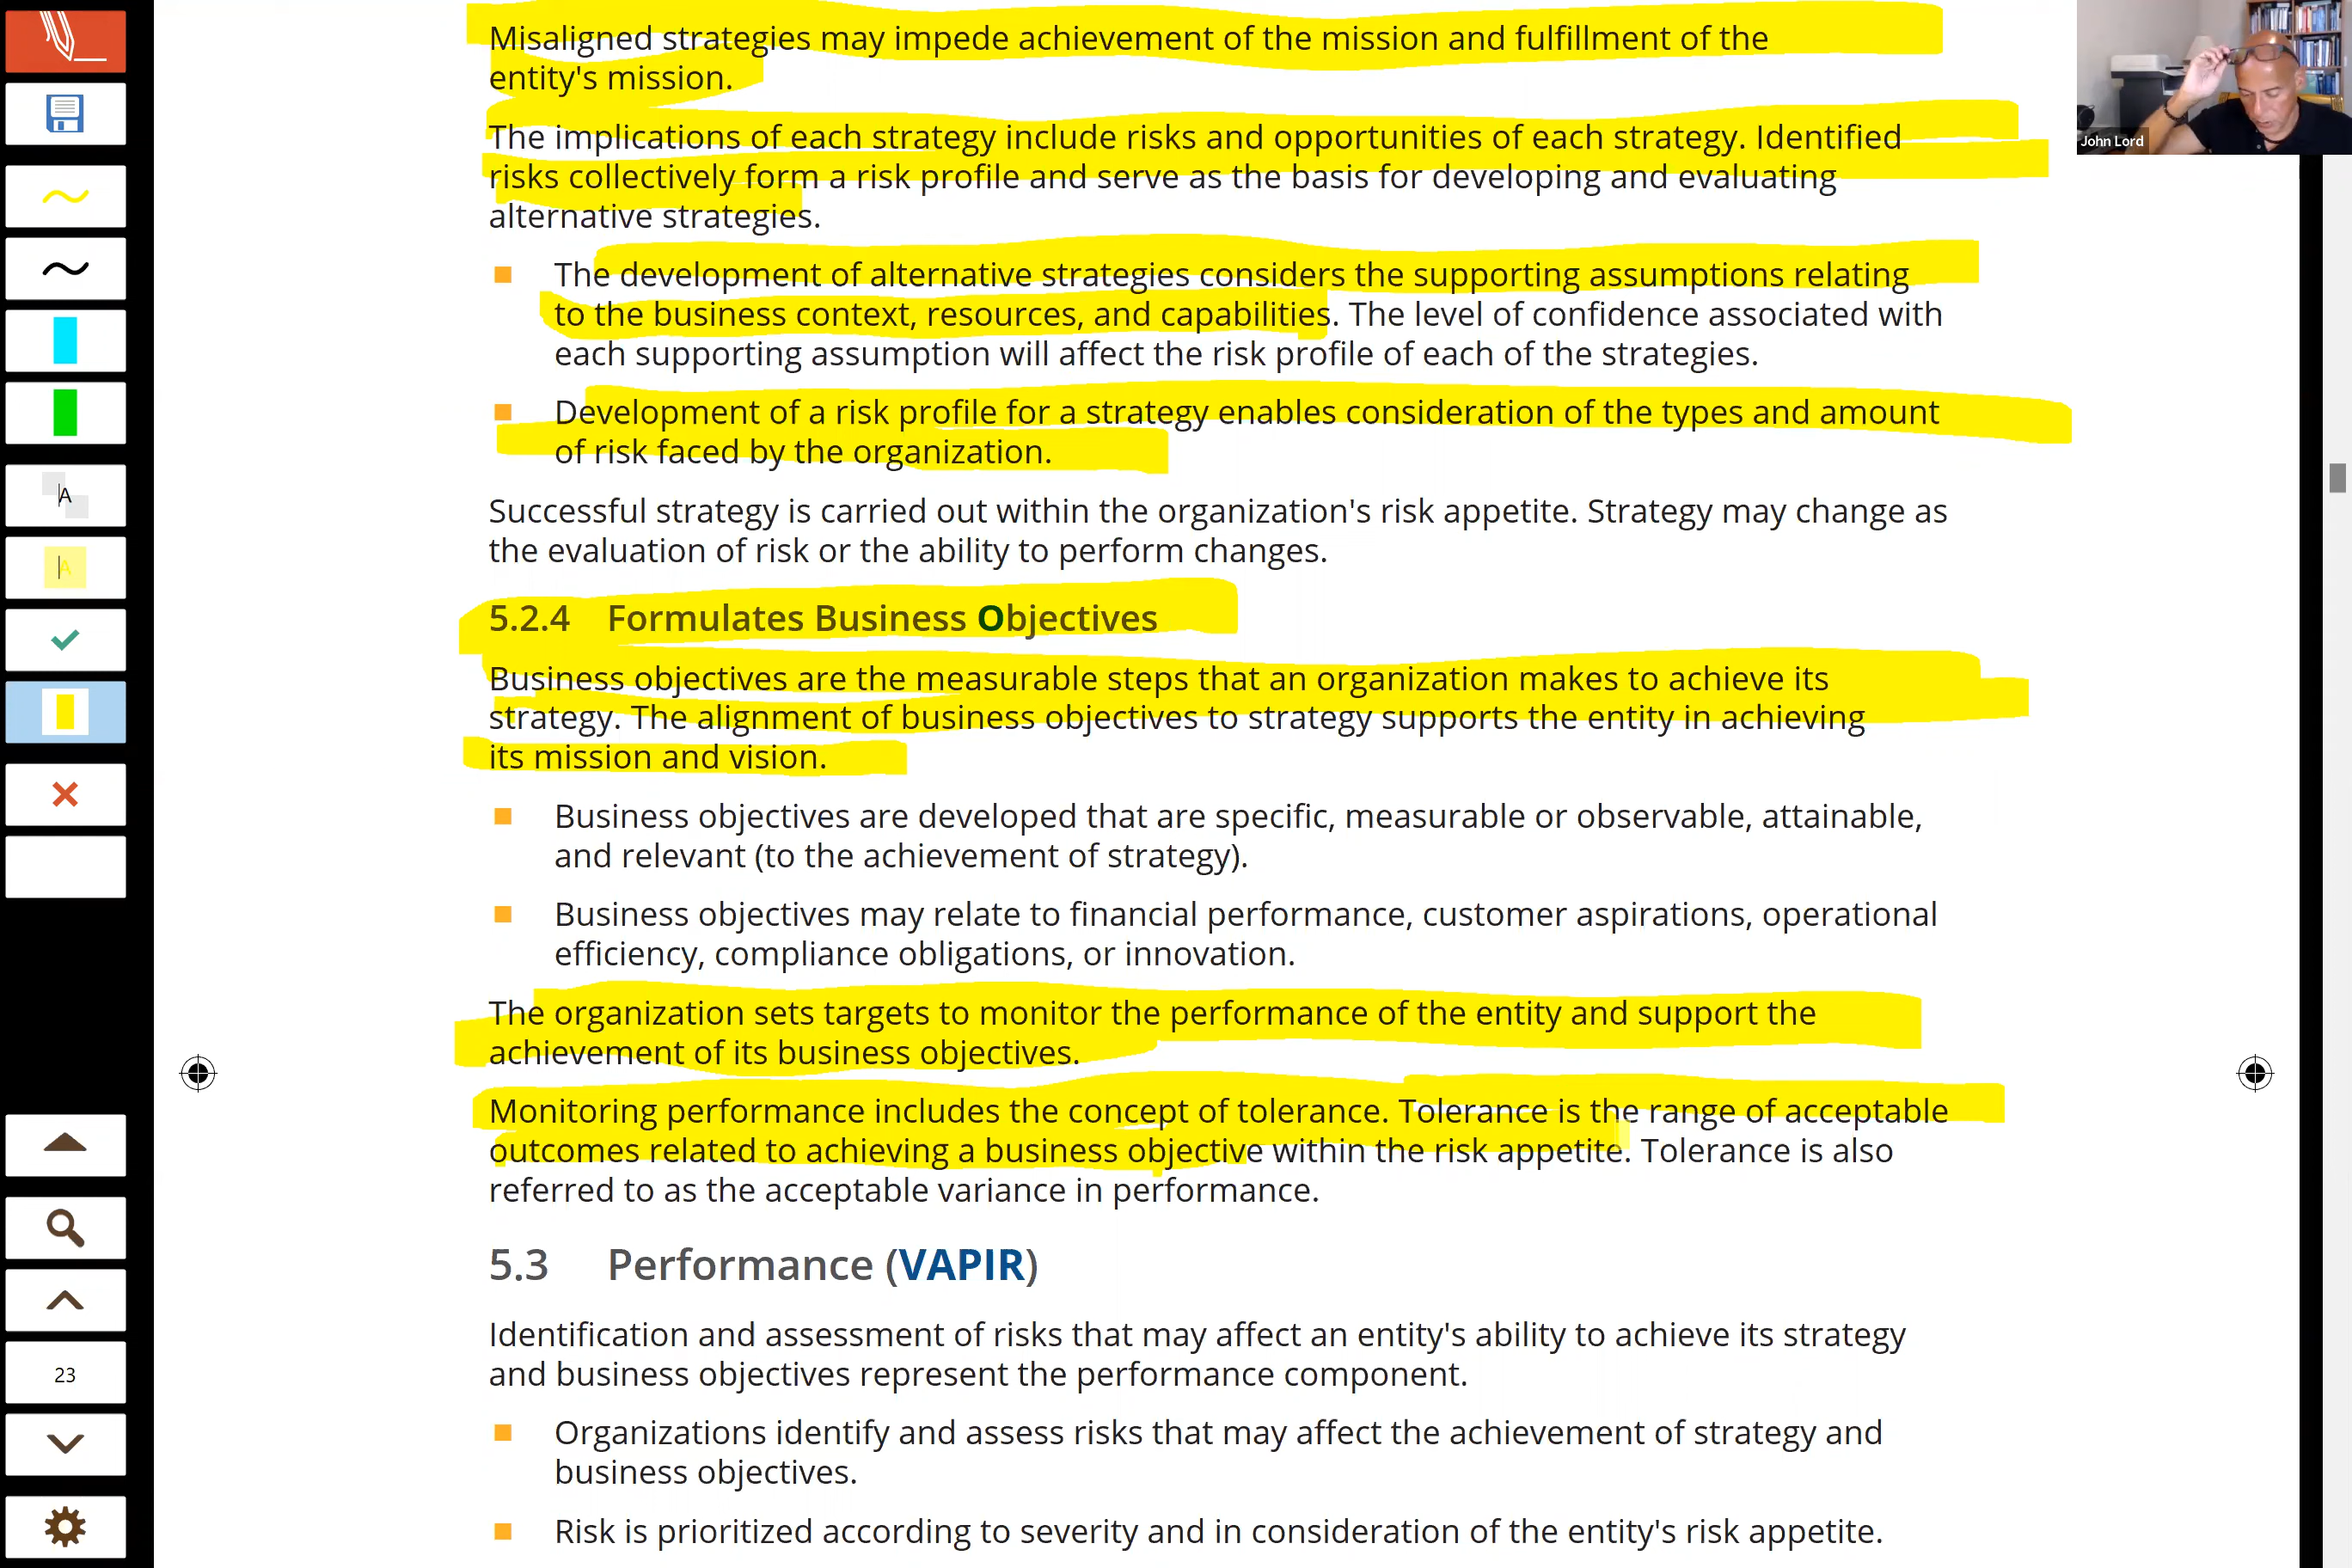 Misaligned strategies may impede achievement of the mission and fulfillment of the
entity's mission.
The implications of each strategy include risks and opportunities of each strategy. Identified
risks collectively form a risk profile and serve as the basis for developing and evaluating
alternative strategies.
The development of alternative strategies considers the supporting assumptions relating
to the business context, resources, and capabilities. The level of confidence associated with
each supporting assumption will affect the risk profile of each of the strategies.
Development of a risk profile for a strategy enables consideration of the types and amount
of risk faced by the organization.
Successful strategy is carried out within the organization's risk appetite. Strategy may change as
the evaluation of risk or the ability to perform changes.
5.2.4 Formulates Business Objectives
Business objectives are the measurable steps that an organization makes to achieve its
strategy. The alignment of business objectives to strategy supports the entity in achieving
its mission and vision.
Business objectives are developed that are specific, measurable or observable, attainable,
and relevant (to the achievement of strategy).
Business objectives may relate to financial performance, customer aspirations, operational
efficiency, compliance obligations, or innovation.
The organization sets targets to monitor the performance of the entity and support the
achievement of its business objectives.
Monitoring performance includes the concept of tolerance. Tolerance is the range of acceptable
outcomes related to achieving a business objective within the risk appetite. Tolerance is also
referred to as the acceptable variance in performance.
5.3 Performance (VAPIR)
Identification and assessment of risks that may affect an entity's ability to achieve its strategy
and business objectives represent the performance component.
Organizations identify and assess risks that may affect the achievement of strategy and
business objectives.
Risk is prioritized according to severity and in consideration of the entity's risk appetite.
John Lord
A
A
23